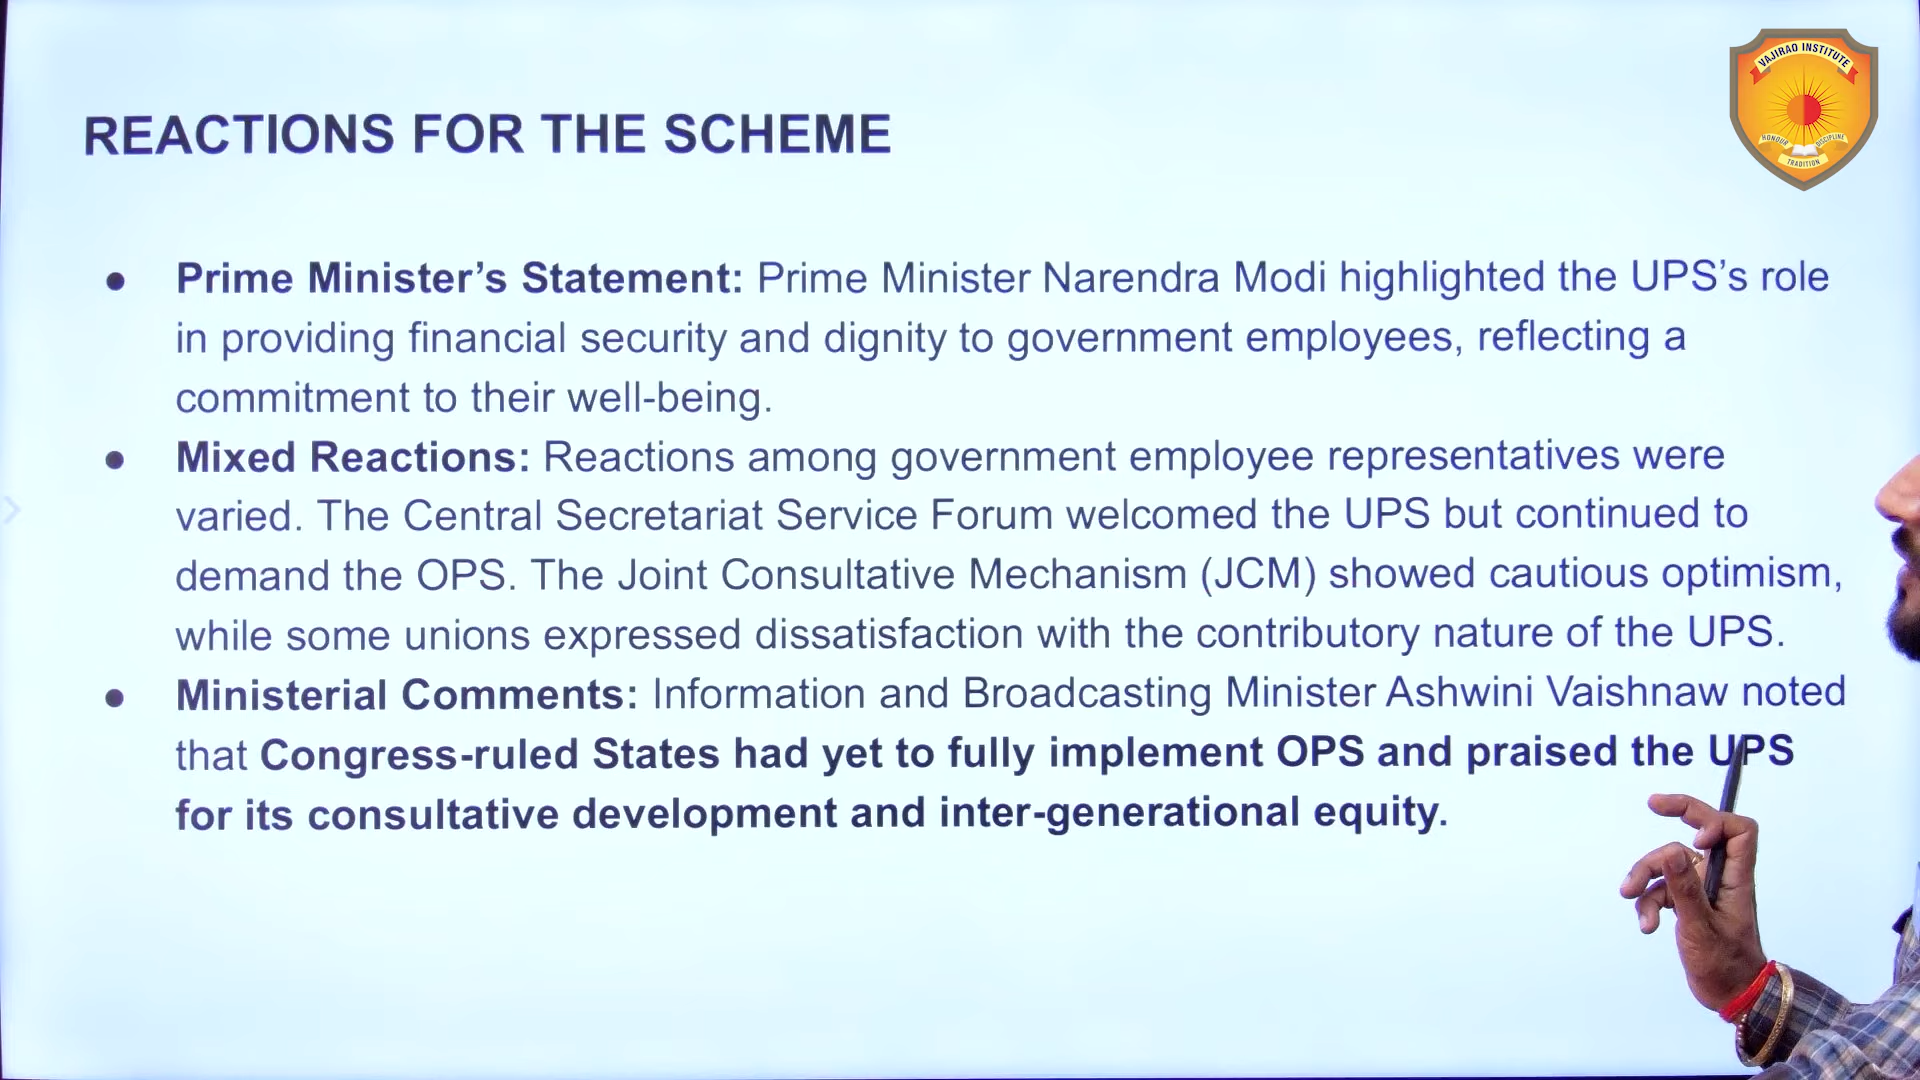 VAJIRAO INSTITUTE
HONOUR
DISCIPLINE
TRADITION
REACTIONS FOR THE SCHEME
● Prime Minister’s Statement: Prime Minister Narendra Modi highlighted the UPS’s role
in providing financial security and dignity to government employees, reflecting a
commitment to their well-being.
● Mixed Reactions: Reactions among government employee representatives were
varied. The Central Secretariat Service Forum welcomed the UPS but continued to
demand the OPS. The Joint Consultative Mechanism (JCM) showed cautious optimism,
while some unions expressed dissatisfaction with the contributory nature of the UPS.
● Ministerial Comments: Information and Broadcasting Minister Ashwini Vaishnaw noted
that Congress-ruled States had yet to fully implement OPS and praised the UPS
for its consultative development and inter-generational equity.